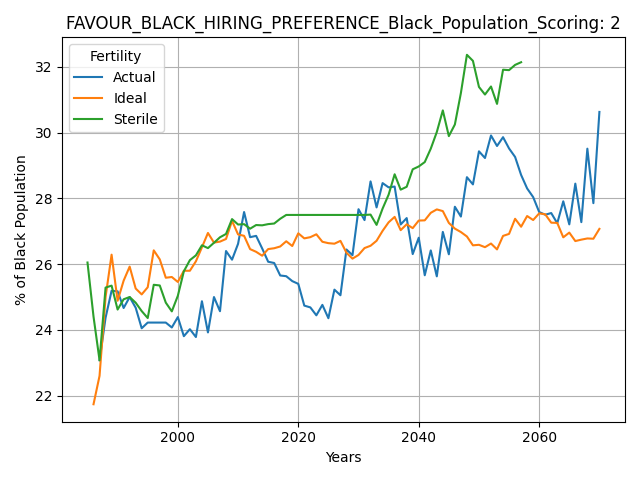 FAVOUR_BLACK_HIRING_PREFERENCE_Black_Population_Scoring: 2
Fertility
Actual
Ideal
Sterile
% of Black Population
32
30
28
26
24
22
2000 2020 2040 2060
Years